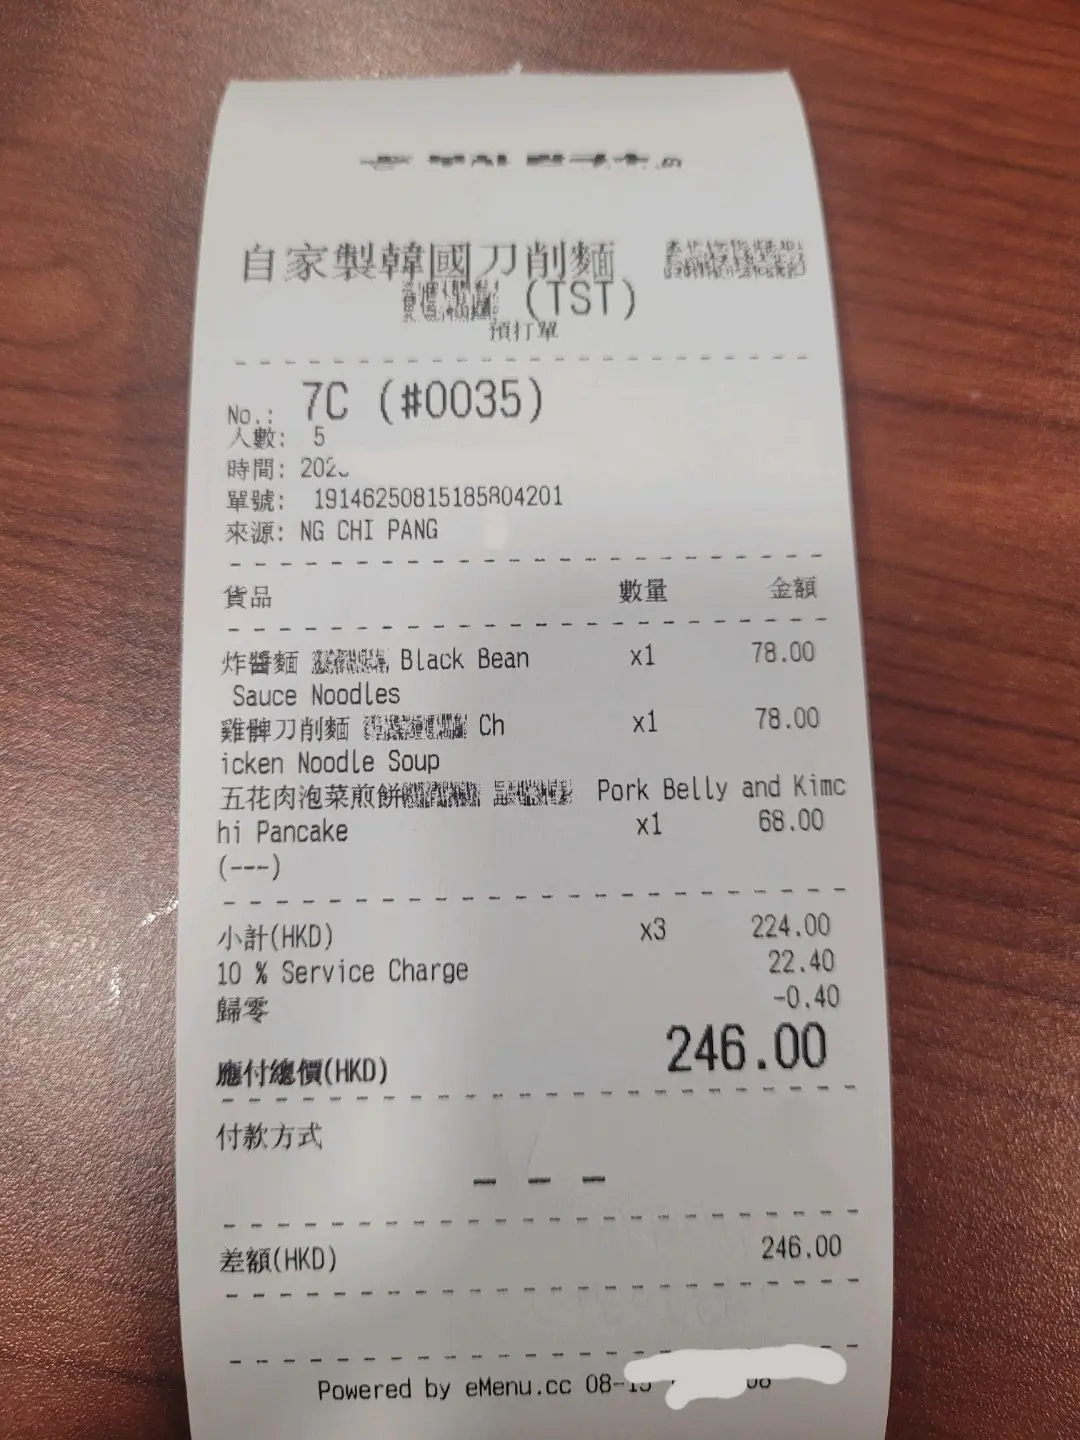 自家製韓國刀削麵
(TST)
預打單
No.: 7C (#0035)
人數: 5
時間: 202
單號: 19146250815185804201
來源: NG CHI PANG
貨品 數量 金額
炸醬麵 Black Bean x1 78.00
Sauce Noodles
雞髀刀削麵 Ch x1 78.00
icken Noodle Soup
五花肉泡菜煎餅 Pork Belly and Kimc
hi Pancake x1 68.00
(---)
小計(HKD) x3 224.00
10 % Service Charge 22.40
歸零 -0.40
應付總價(HKD) 246.00
付款方式
— — —
差額(HKD) 246.00
Powered by eMenu.cc 08-15